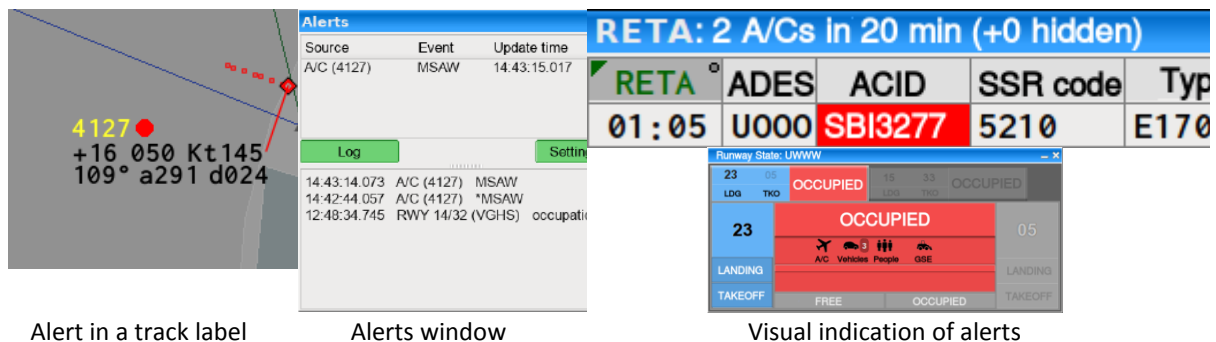 4127
+16 050 Kt145
109° a291 d024
Alerts
Source Event Update time
A/C (4127) MSAW 14:43:15.017
Log Settin
14:43:14.073 A/C (4127) MSAW
14:42:44.057 A/C (4127) *MSAW
12:48:34.745 RWY 14/32 (VGHS) occupatio
RETA: 2 A/Cs in 20 min (+0 hidden)
RETA ADES ACID SSR code Typ
01:05 U000 SBI3277 5210 E170
Runway State: UWWW
23 05 OCCUPIED 15 33 OCCUPIED
LDG TKO LDG TKO
23 OCCUPIED 05
3
A/C Vehicles People GSE
LANDING LANDING
TAKEOFF FREE OCCUPIED TAKEOFF
Alert in a track label Alerts window Visual indication of alerts